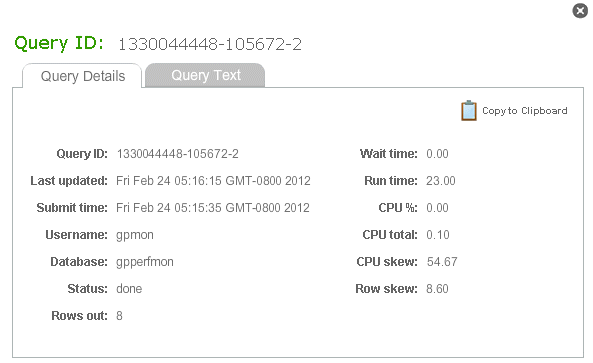 Query ID: 1330044448-105672-2
Query Details Query Text
Copy to Clipboard
Query ID: 1330044448-105672-2 Wait time: 0.00
Last updated: Fri Feb 24 05:16:15 GMT-0800 2012 Run time: 23.00
Submit time: Fri Feb 24 05:15:35 GMT-0800 2012 CPU %: 0.00
Username: gpmon CPU total: 0.10
Database: gpperfmon CPU skew: 54.67
Status: done Row skew: 8.60
Rows out: 8